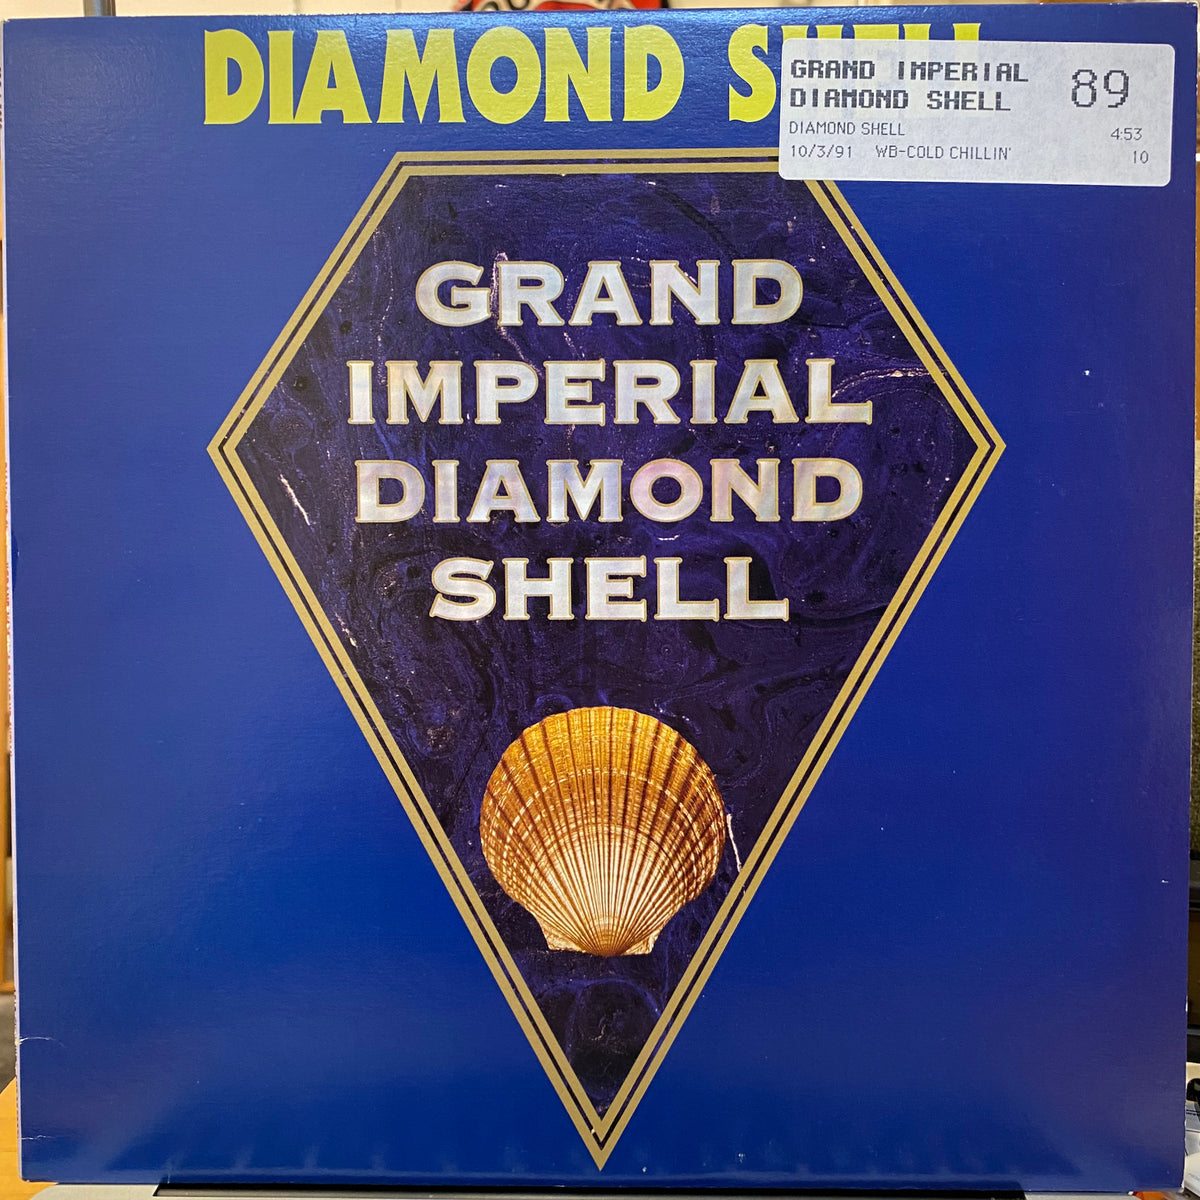 DIAMOND SHELL
GRAND IMPERIAL
DIAMOND SHELL
89
DIAMOND SHELL
4:53
10/3/91 WB-COLD CHILLIN'
10
GRAND
IMPERIAL
DIAMOND
SHELL